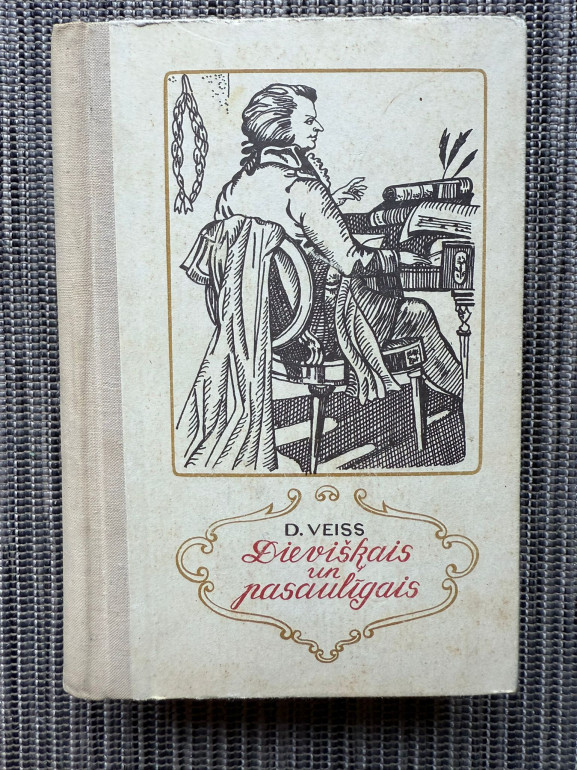 D. VEISS
Dievišķais
un
pasaulīgais